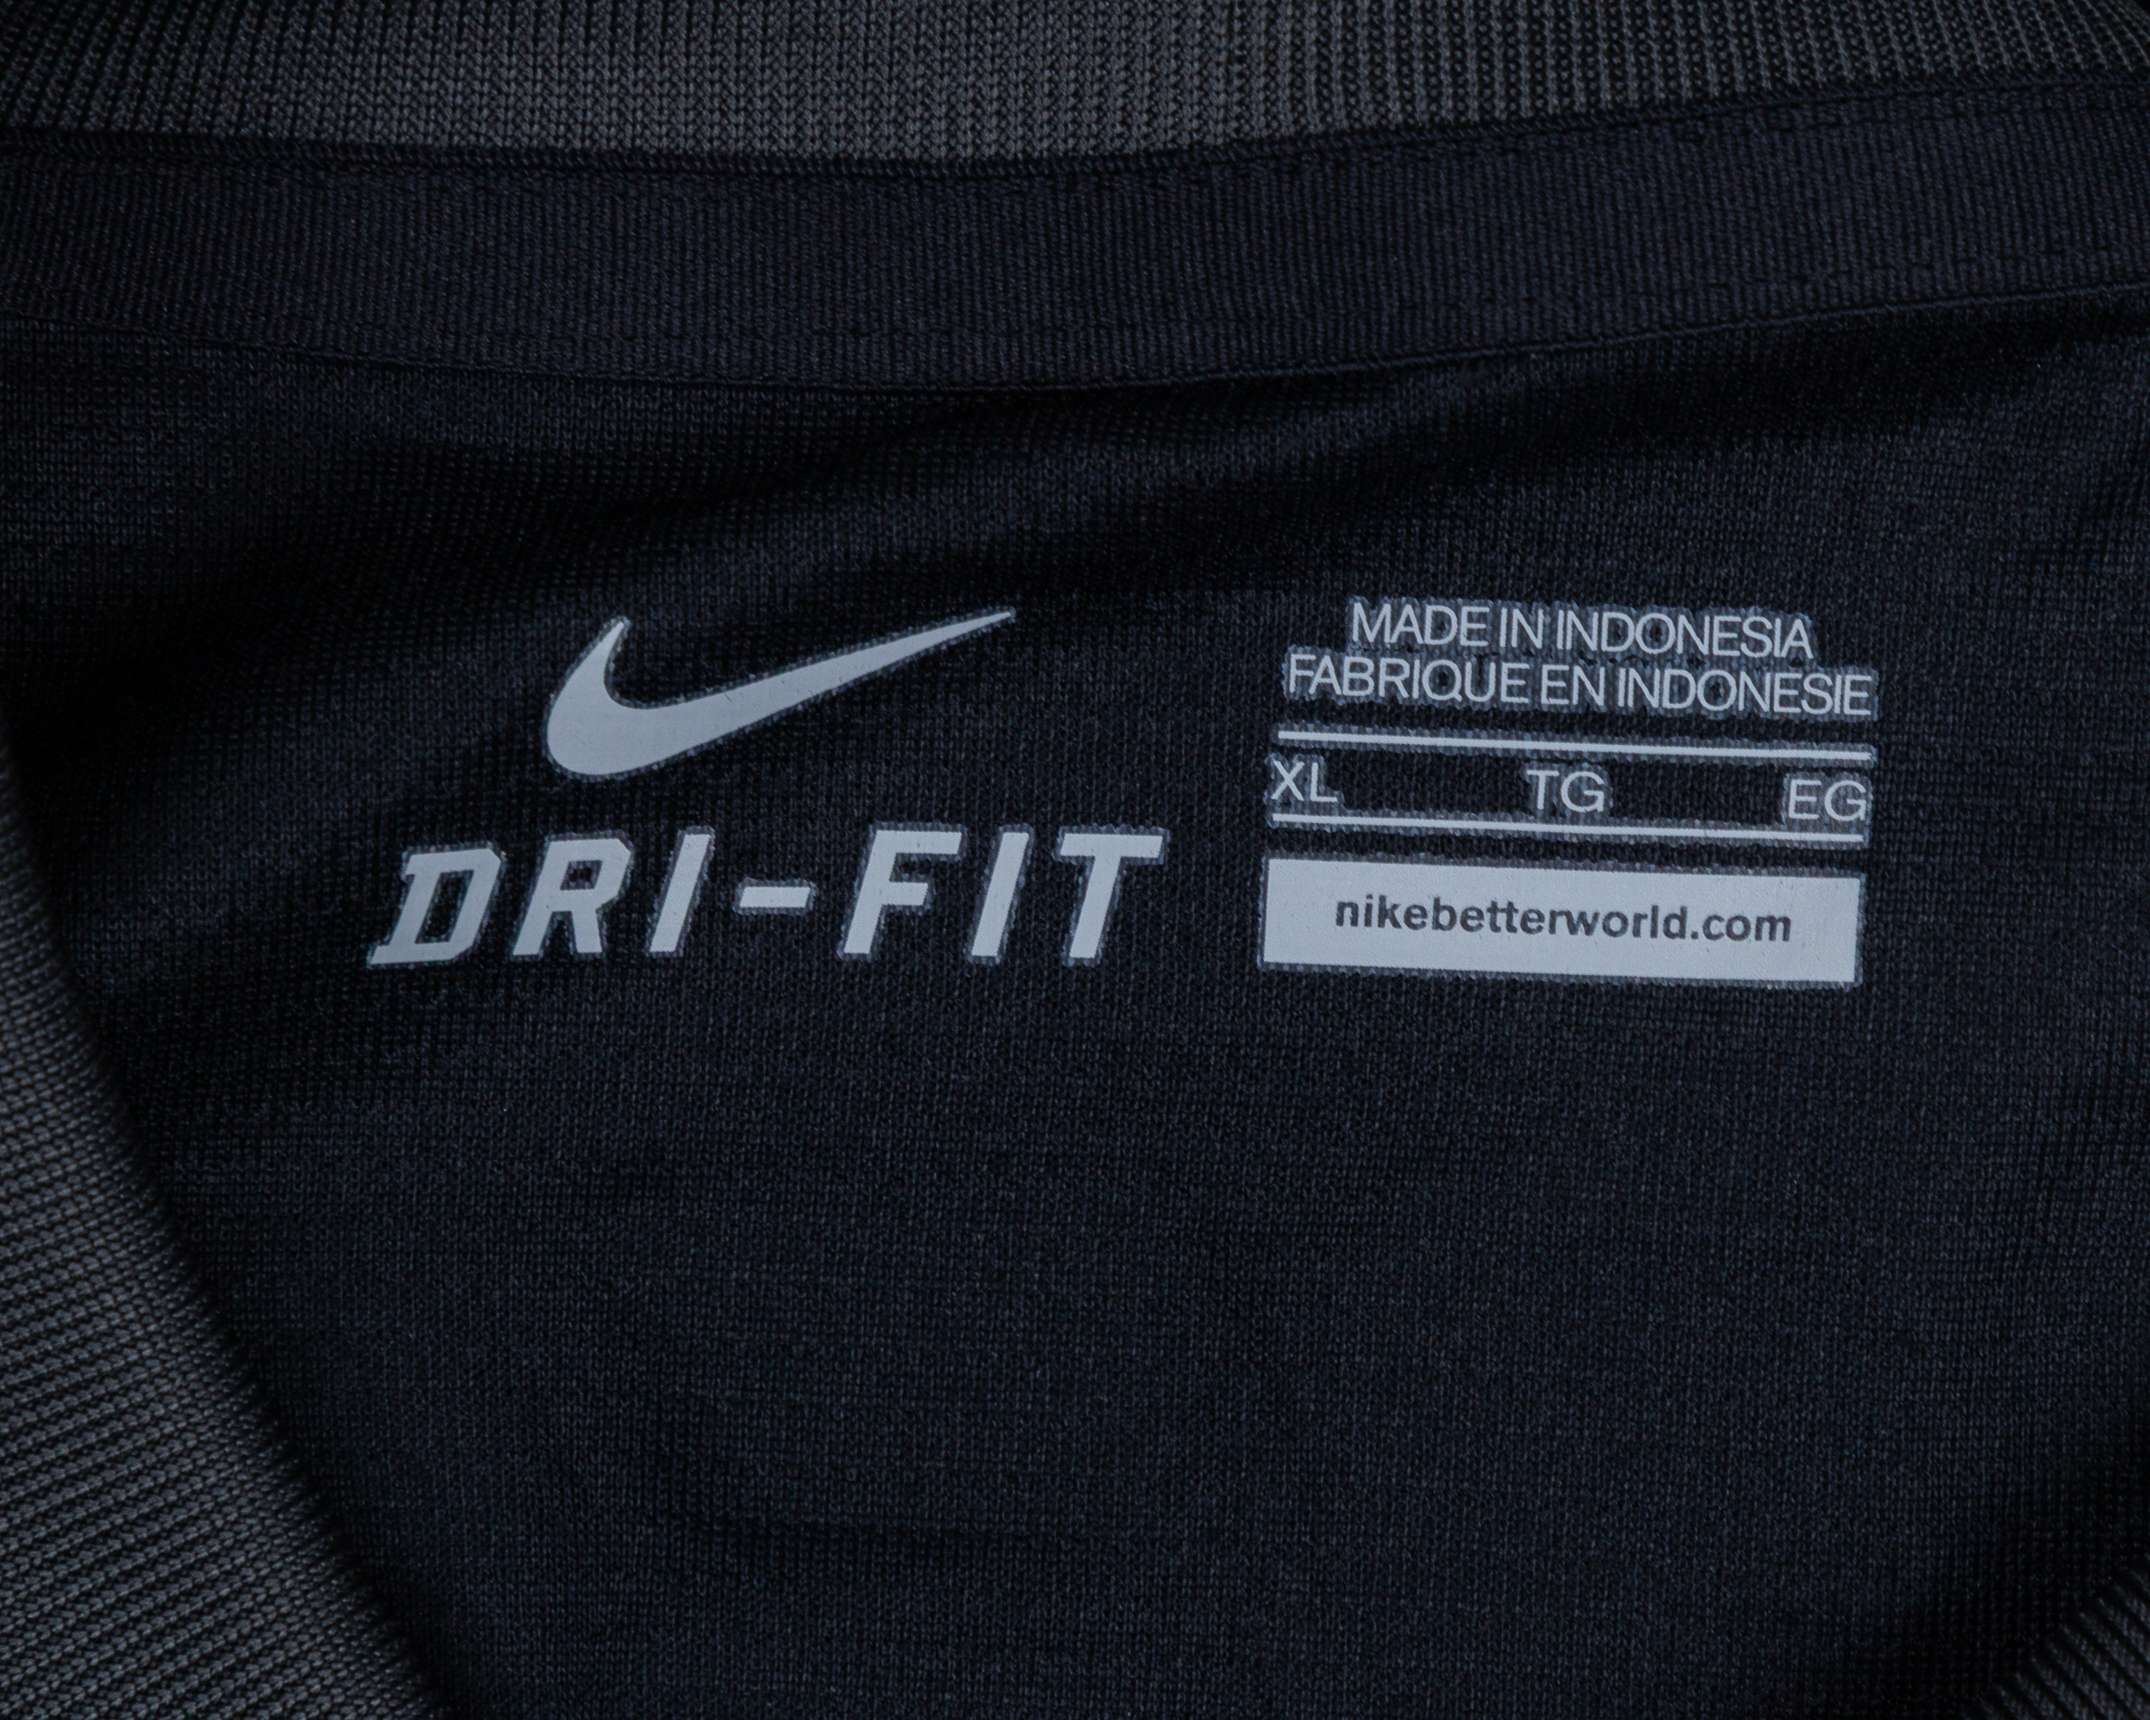 DRI-FIT
MADE IN INDONESIA
FABRIQUE EN INDONESIE
XL TG EG
nikebetterworld.com